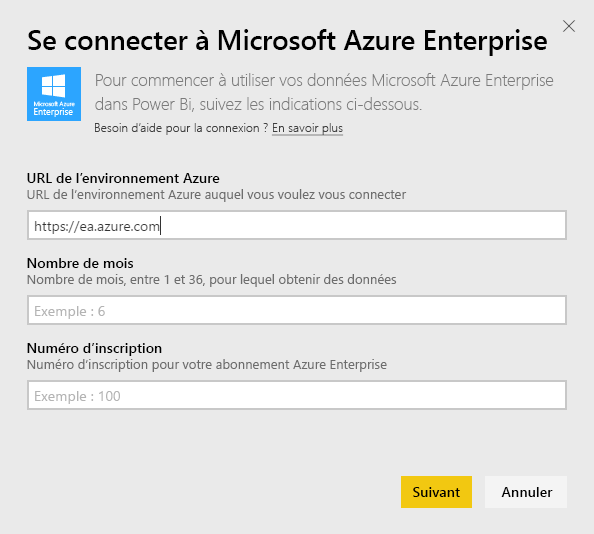 Se connecter à Microsoft Azure Enterprise
Microsoft Azure
Enterprise
Pour commencer à utiliser vos données Microsoft Azure Enterprise
dans Power Bi, suivez les indications ci-dessous.
Besoin d’aide pour la connexion ? En savoir plus
URL de l’environnement Azure
URL de l’environnement Azure auquel vous voulez vous connecter
https://ea.azure.com
Nombre de mois
Nombre de mois, entre 1 et 36, pour lequel obtenir des données
Exemple : 6
Numéro d’inscription
Numéro d’inscription pour votre abonnement Azure Enterprise
Exemple : 100
Suivant Annuler